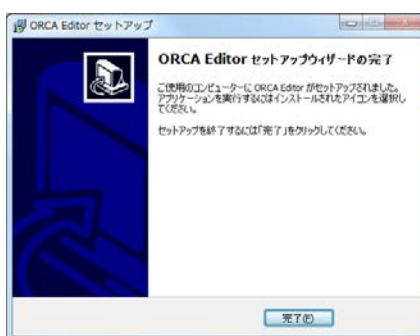 ORCA Editor セットアップ
ORCA Editor セットアップウィザードの完了
ご使用のコンピューターに ORCA Editor がセットアップされました。
アプリケーションを実行するにはインストールされたアイコンを選択し
てください。
セットアップを終了するには「完了」をクリックしてください。
完了(F)